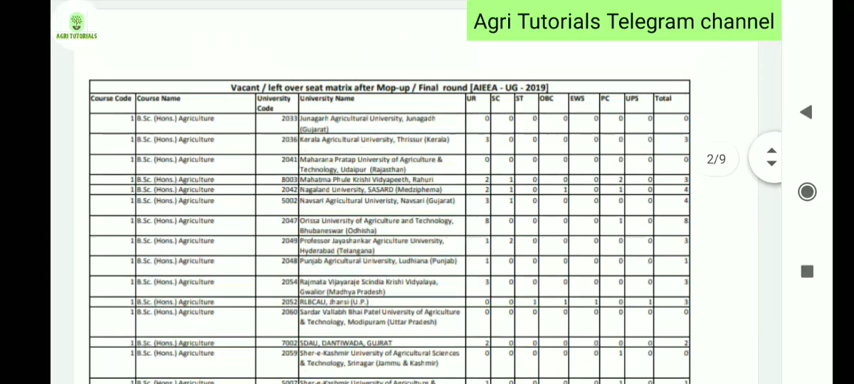 AGRI TUTORIALS
Agri Tutorials Telegram channel
Vacant / left over seat matrix after Mop-up / Final round [AIEEA - UG - 2019]
Course Code Course Name University Code University Name UR SC ST OBC EWS PC UPS Total
1 B.Sc. (Hons.) Agriculture 2033 Junagarh Agricultural University, Junagadh (Gujarat) 0 0 0 0 0 0 0 0
1 B.Sc. (Hons.) Agriculture 2036 Kerala Agricultural University, Thrissur (Kerala) 3 0 0 0 0 0 0 3
1 B.Sc. (Hons.) Agriculture 2041 Maharana Pratap University of Agriculture & Technology, Udaipur (Rajasthan) 0 0 0 0 0 0 0 0
1 B.Sc. (Hons.) Agriculture 8003 Mahatma Phule Krishi Vidyapeeth, Rahuri 2 1 0 0 0 2 0 3
1 B.Sc. (Hons.) Agriculture 2042 Nagaland University, SASARD (Medziphema) 2 1 0 1 0 1 0 4
1 B.Sc. (Hons.) Agriculture 5002 Navsari Agricultural Univeristy, Navsari (Gujarat) 3 1 0 0 0 0 0 4
1 B.Sc. (Hons.) Agriculture 2047 Orissa University of Agriculture and Technology, Bhubaneswar (Odhisha) 8 0 0 0 0 1 0 8
1 B.Sc. (Hons.) Agriculture 2049 Professor Jayashankar Agriculture University, Hyderabad (Telangana) 1 2 0 0 0 0 0 3
1 B.Sc. (Hons.) Agriculture 2048 Punjab Agricultural University, Ludhiana (Punjab) 1 0 0 0 0 0 0 1
1 B.Sc. (Hons.) Agriculture 2054 Rajmata Vijayaraje Scindia Krishi Vidyalaya, Gwalior (Madhya Pradesh) 3 0 0 0 0 0 0 3
1 B.Sc. (Hons.) Agriculture 2052 RLBCAU, Jhansi (U.P.) 0 0 1 1 1 0 1 3
1 B.Sc. (Hons.) Agriculture 2060 Sardar Vallabh Bhai Patel University of Agriculture & Technology, Modipuram (Uttar Pradesh) 0 0 0 0 0 0 0 0
1 B.Sc. (Hons.) Agriculture 7002 SDAU, DANTIWADA, GUJRAT 2 0 0 0 0 0 0 2
1 B.Sc. (Hons.) Agriculture 2059 Sher-e-Kashmir University of Agricultural Sciences & Technology, Srinagar (Jammu & Kashmir) 0 0 0 0 0 1 0 0
2/9